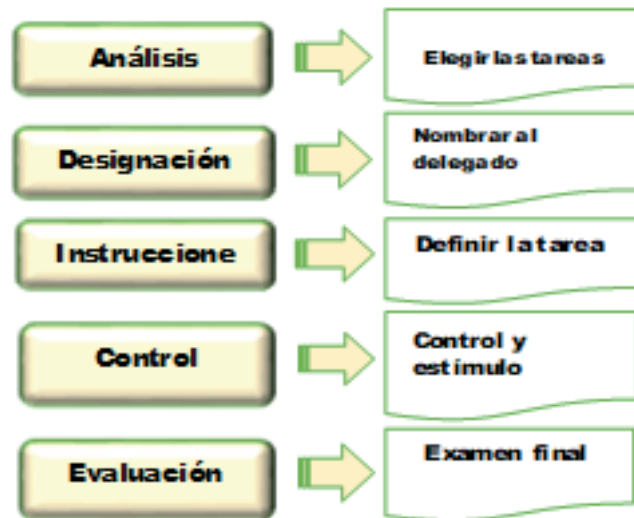 Análisis
Elegir las tareas
Designación
Nombrar al
delegado
Instruccione
Definir la tarea
Control
Control y
estímulo
Evaluación
Examen final